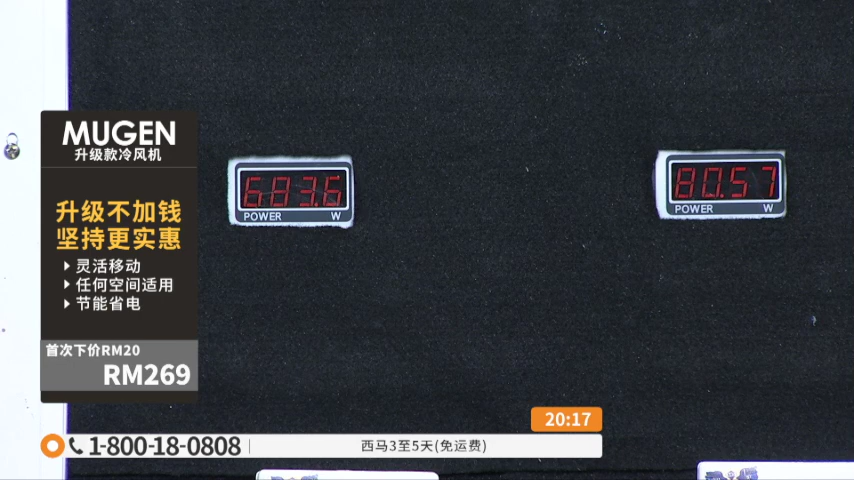 MUGEN
升级款冷风机
升级不加钱
坚持更实惠
灵活移动
任何空间适用
节能省电
首次下价RM20
RM269
683.6
POWER W
80.57
POWER W
20:17
1-800-18-0808
西马3至5天(免运费)